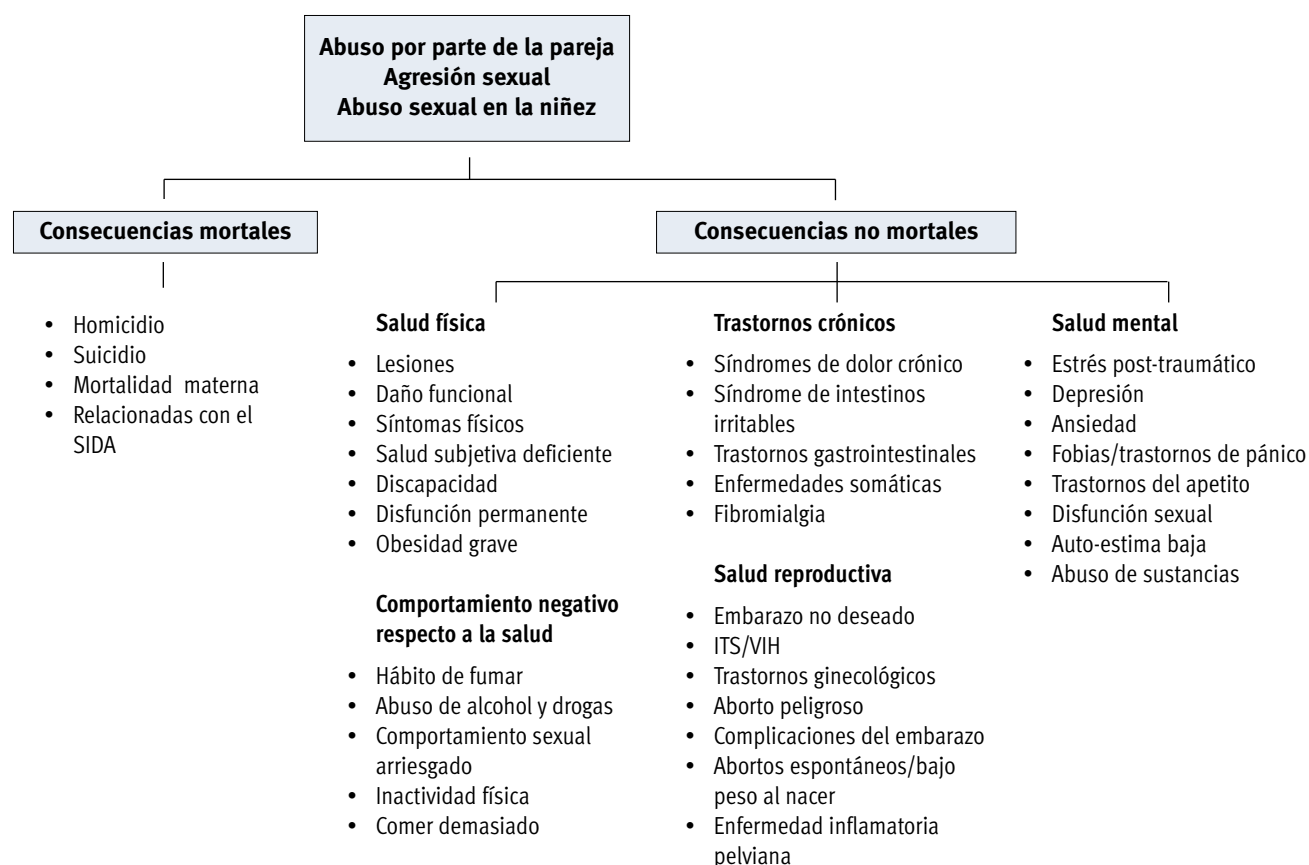 Abuso por parte de la pareja
Agresión sexual
Abuso sexual en la niñez
Consecuencias mortales
• Homicidio
• Suicidio
• Mortalidad materna
• Relacionadas con el
SIDA
Consecuencias no mortales
Salud física
• Lesiones
• Daño funcional
• Síntomas físicos
• Salud subjetiva deficiente
• Discapacidad
• Disfunción permanente
• Obesidad grave
Comportamiento negativo
respecto a la salud
• Hábito de fumar
• Abuso de alcohol y drogas
• Comportamiento sexual
arriesgado
• Inactividad física
• Comer demasiado
Trastornos crónicos
• Síndromes de dolor crónico
• Síndrome de intestinos
irritables
• Trastornos gastrointestinales
• Enfermedades somáticas
• Fibromialgia
Salud reproductiva
• Embarazo no deseado
• ITS/VIH
• Trastornos ginecológicos
• Aborto peligroso
• Complicaciones del embarazo
• Abortos espontáneos/bajo
peso al nacer
• Enfermedad inflamatoria
pelviana
Salud mental
• Estrés post-traumático
• Depresión
• Ansiedad
• Fobias/trastornos de pánico
• Trastornos del apetito
• Disfunción sexual
• Auto-estima baja
• Abuso de sustancias